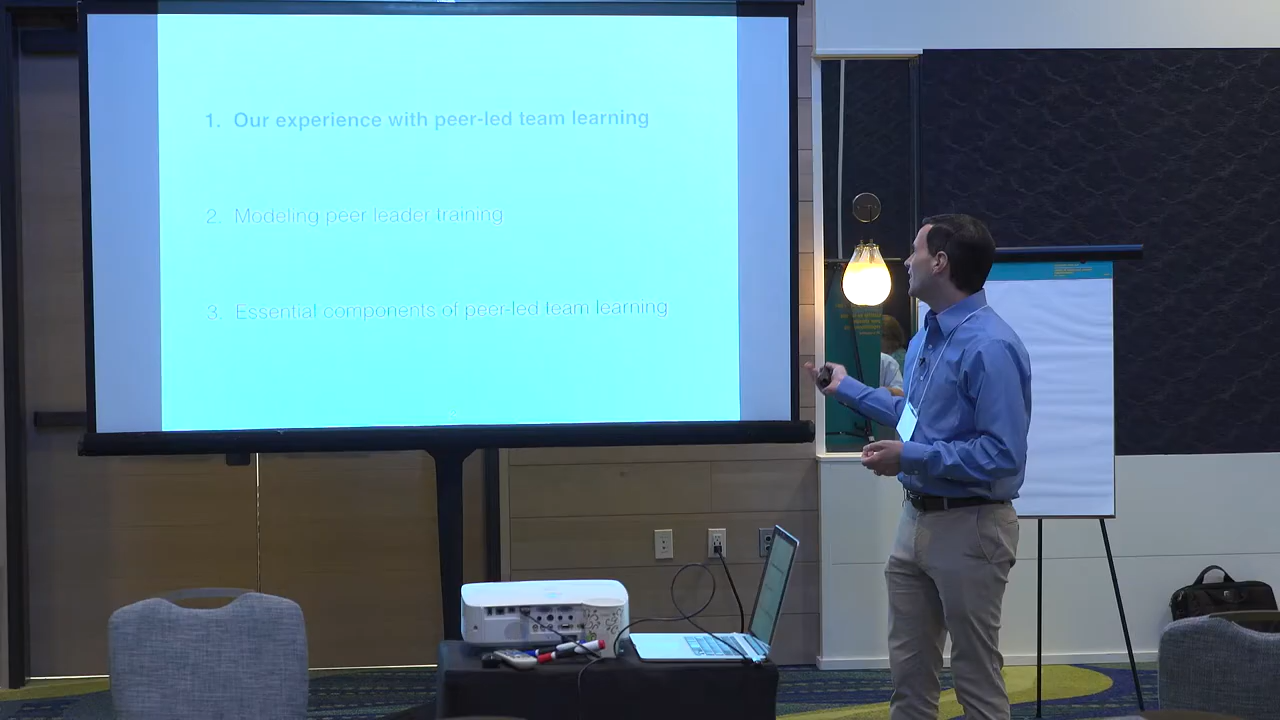 1. Our experience with peer-led team learning
2. Modeling peer leader training
3. Essential components of peer-led team learning